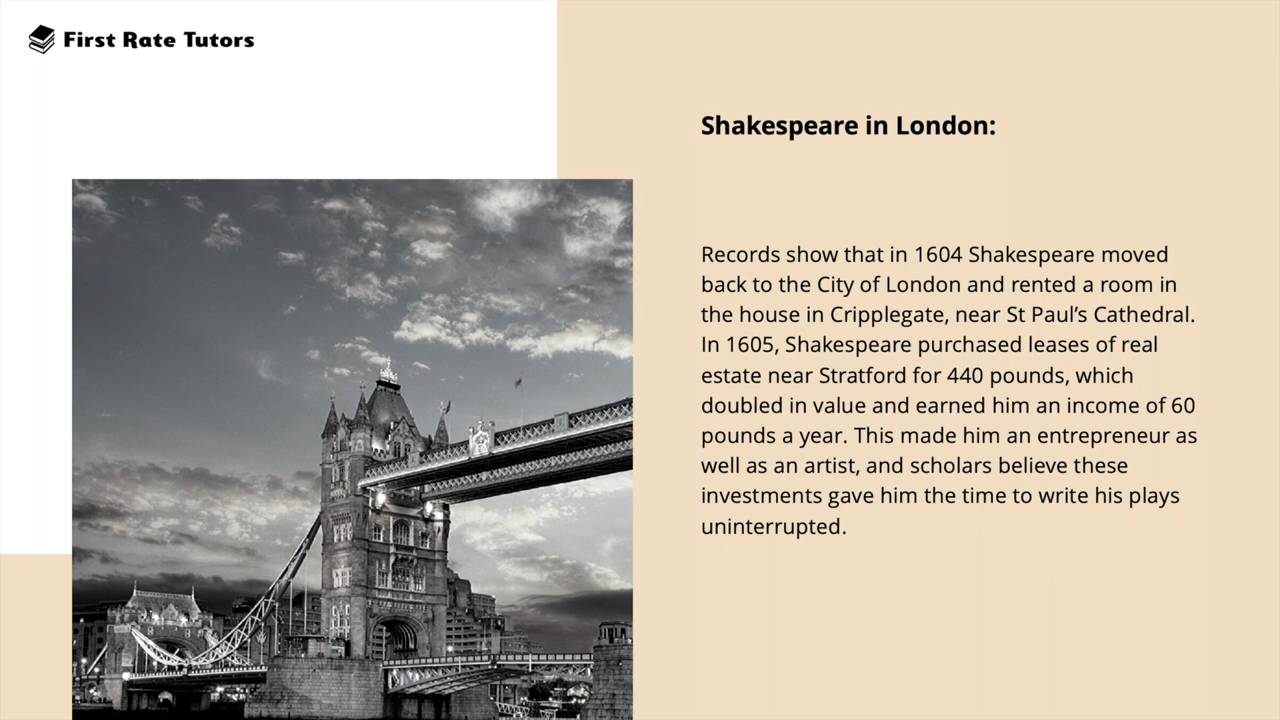 First Rate Tutors
Shakespeare in London:
Records show that in 1604 Shakespeare moved
back to the City of London and rented a room in
the house in Cripplegate, near St Paul’s Cathedral.
In 1605, Shakespeare purchased leases of real
estate near Stratford for 440 pounds, which
doubled in value and earned him an income of 60
pounds a year. This made him an entrepreneur as
well as an artist, and scholars believe these
investments gave him the time to write his plays
uninterrupted.